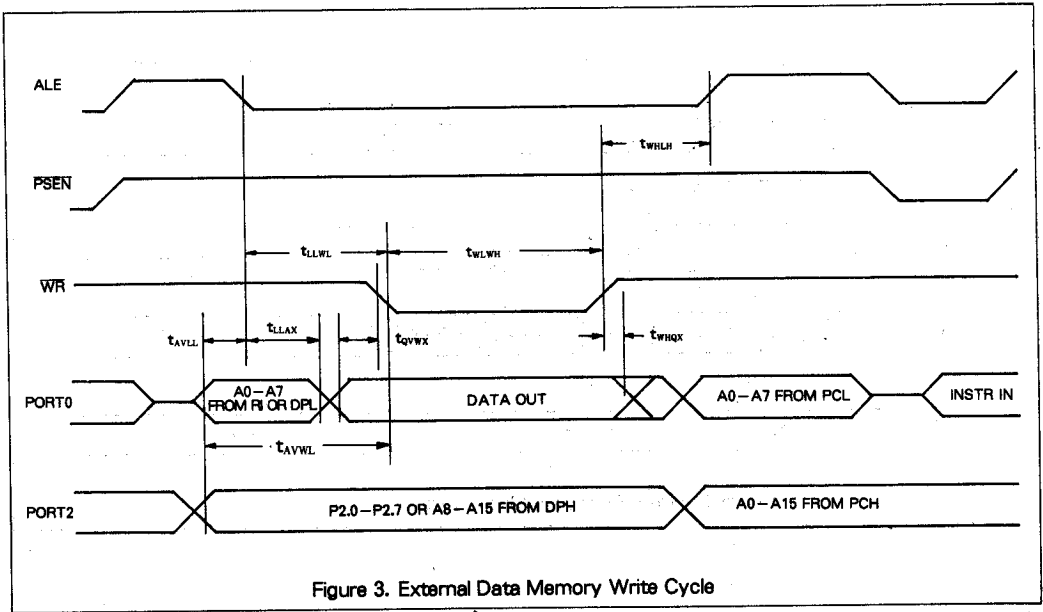 ALE
tWHLH
PSEN
tLLWL
tWLWH
WR
tAVLL
tLLAX
tQVWX
tWHQX
PORT0
A0-A7
FROM RI OR DPL
DATA OUT
A0-A7 FROM PCL
INSTR IN
tAVWL
PORT2
P2.0-P2.7 OR A8-A15 FROM DPH
A0-A15 FROM PCH
Figure 3. External Data Memory Write Cycle